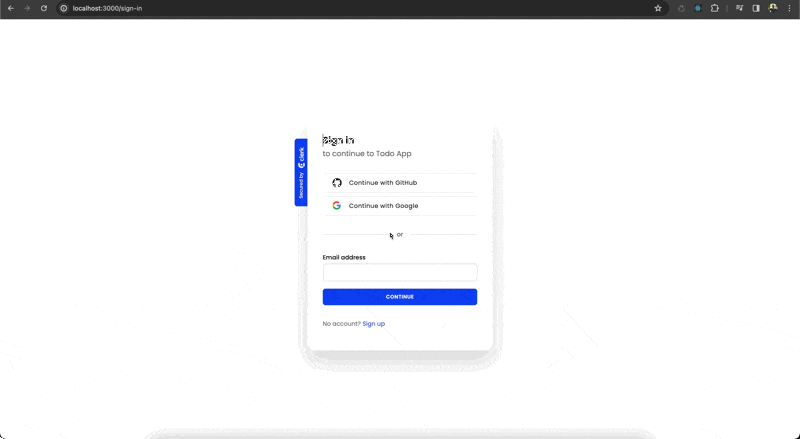 localhost:3000/sign-in
Sign in
to continue to Todo App
Secured by clerk
Continue with GitHub
Continue with Google
or
Email address
CONTINUE
No account? Sign up